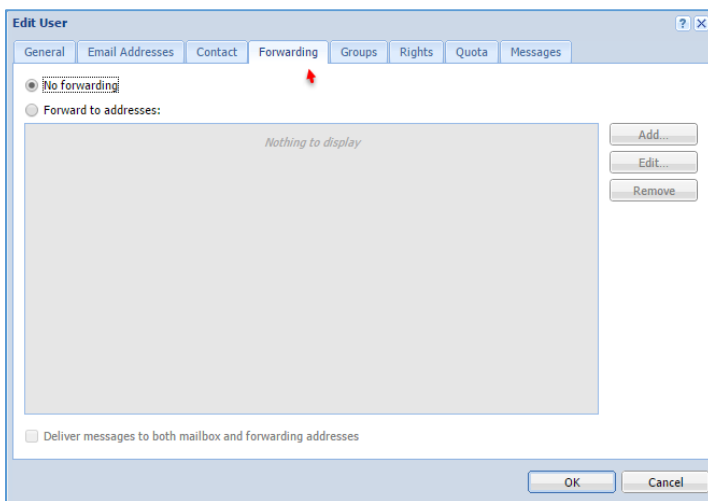 Edit User
General Email Addresses Contact Forwarding Groups Rights Quota Messages
No forwarding
Forward to addresses:
Nothing to display
Add...
Edit...
Remove
Deliver messages to both mailbox and forwarding addresses
OK Cancel